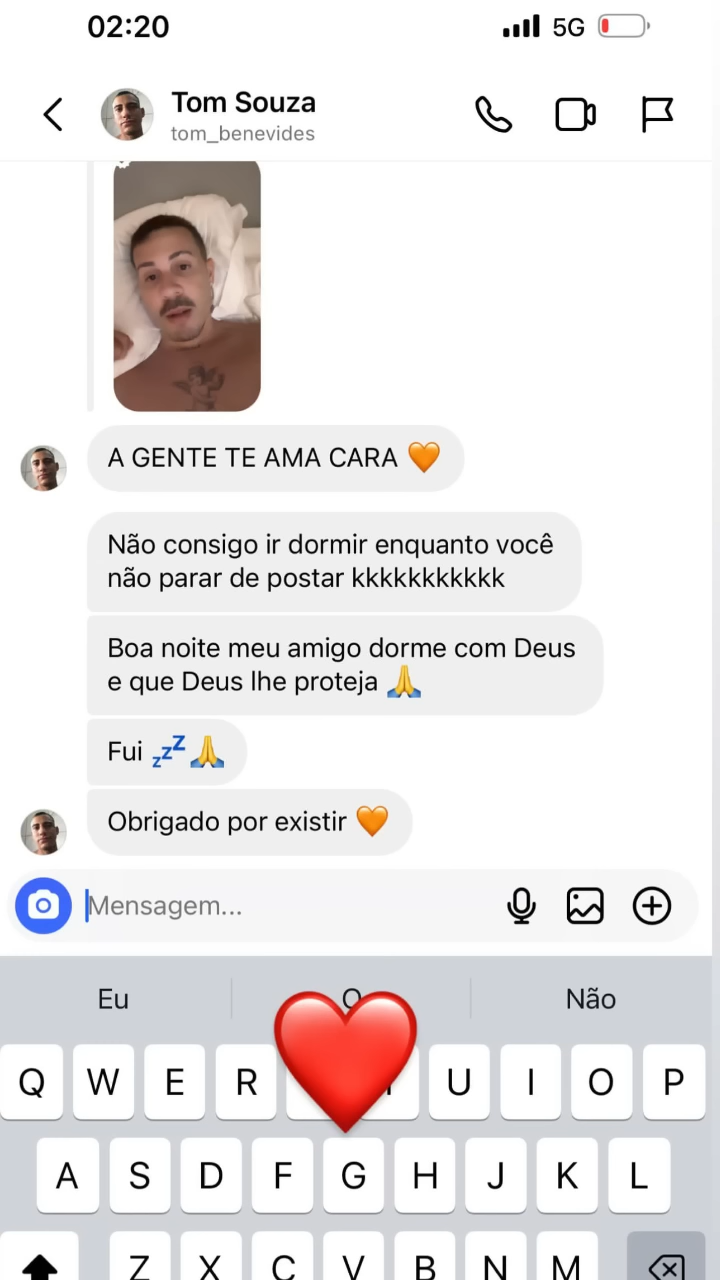 02:20
5G
Tom Souza
tom_benevides
A GENTE TE AMA CARA 🧡
Não consigo ir dormir enquanto você
não parar de postar kkkkkkkkkkk
Boa noite meu amigo dorme com Deus
e que Deus lhe proteja 🙏
Fui 💤🙏
Obrigado por existir 🧡
Mensagem...
Eu O Não
Q W E R U I O P
A S D F G H J K L
Z X C V B N M